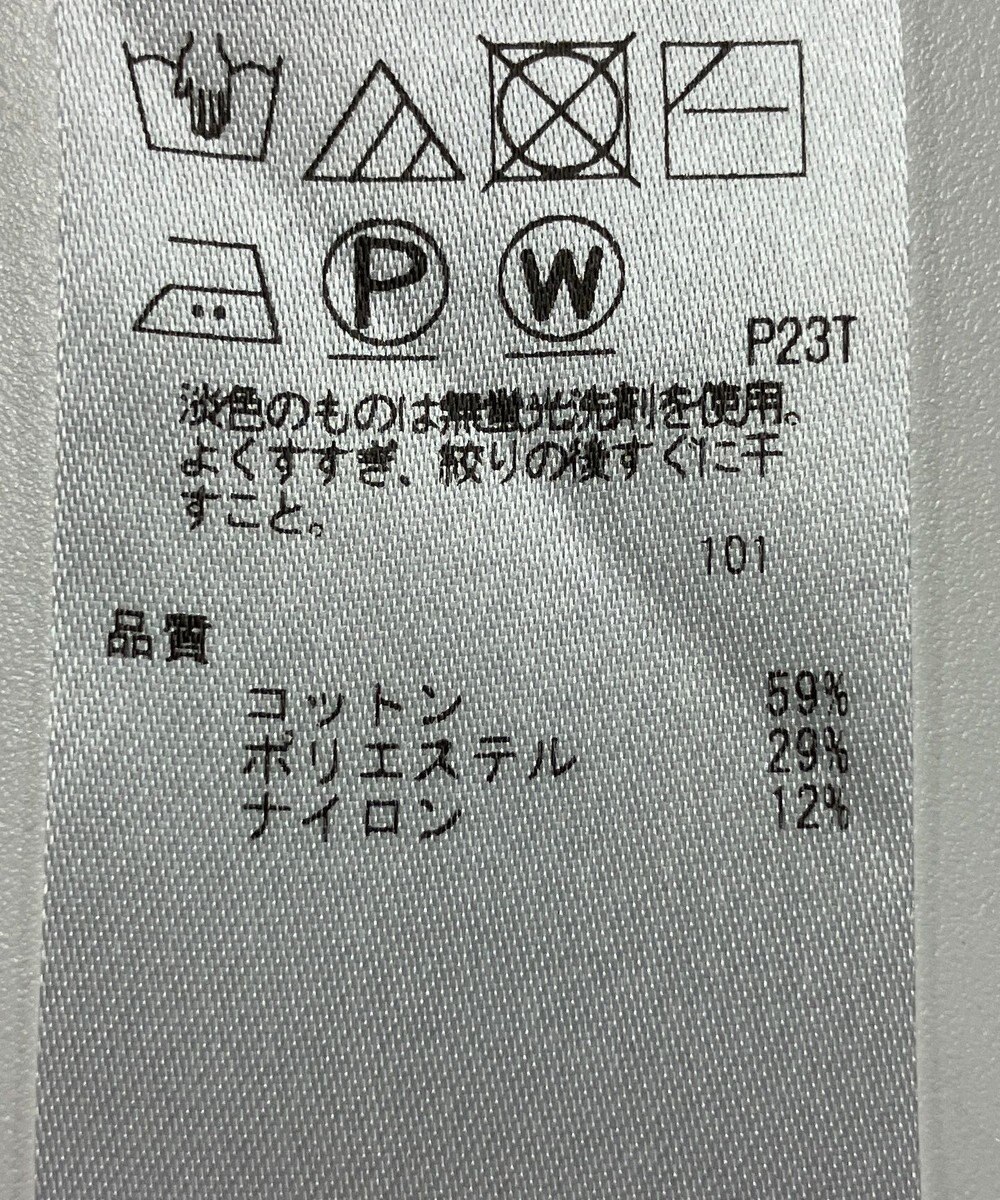 P
W
P23T
淡色のものは無蛍光洗剤を使用。
よくすすぎ、絞りの後すぐに干
すこと。
101
品質
コットン 59%
ポリエステル 29%
ナイロン 12%